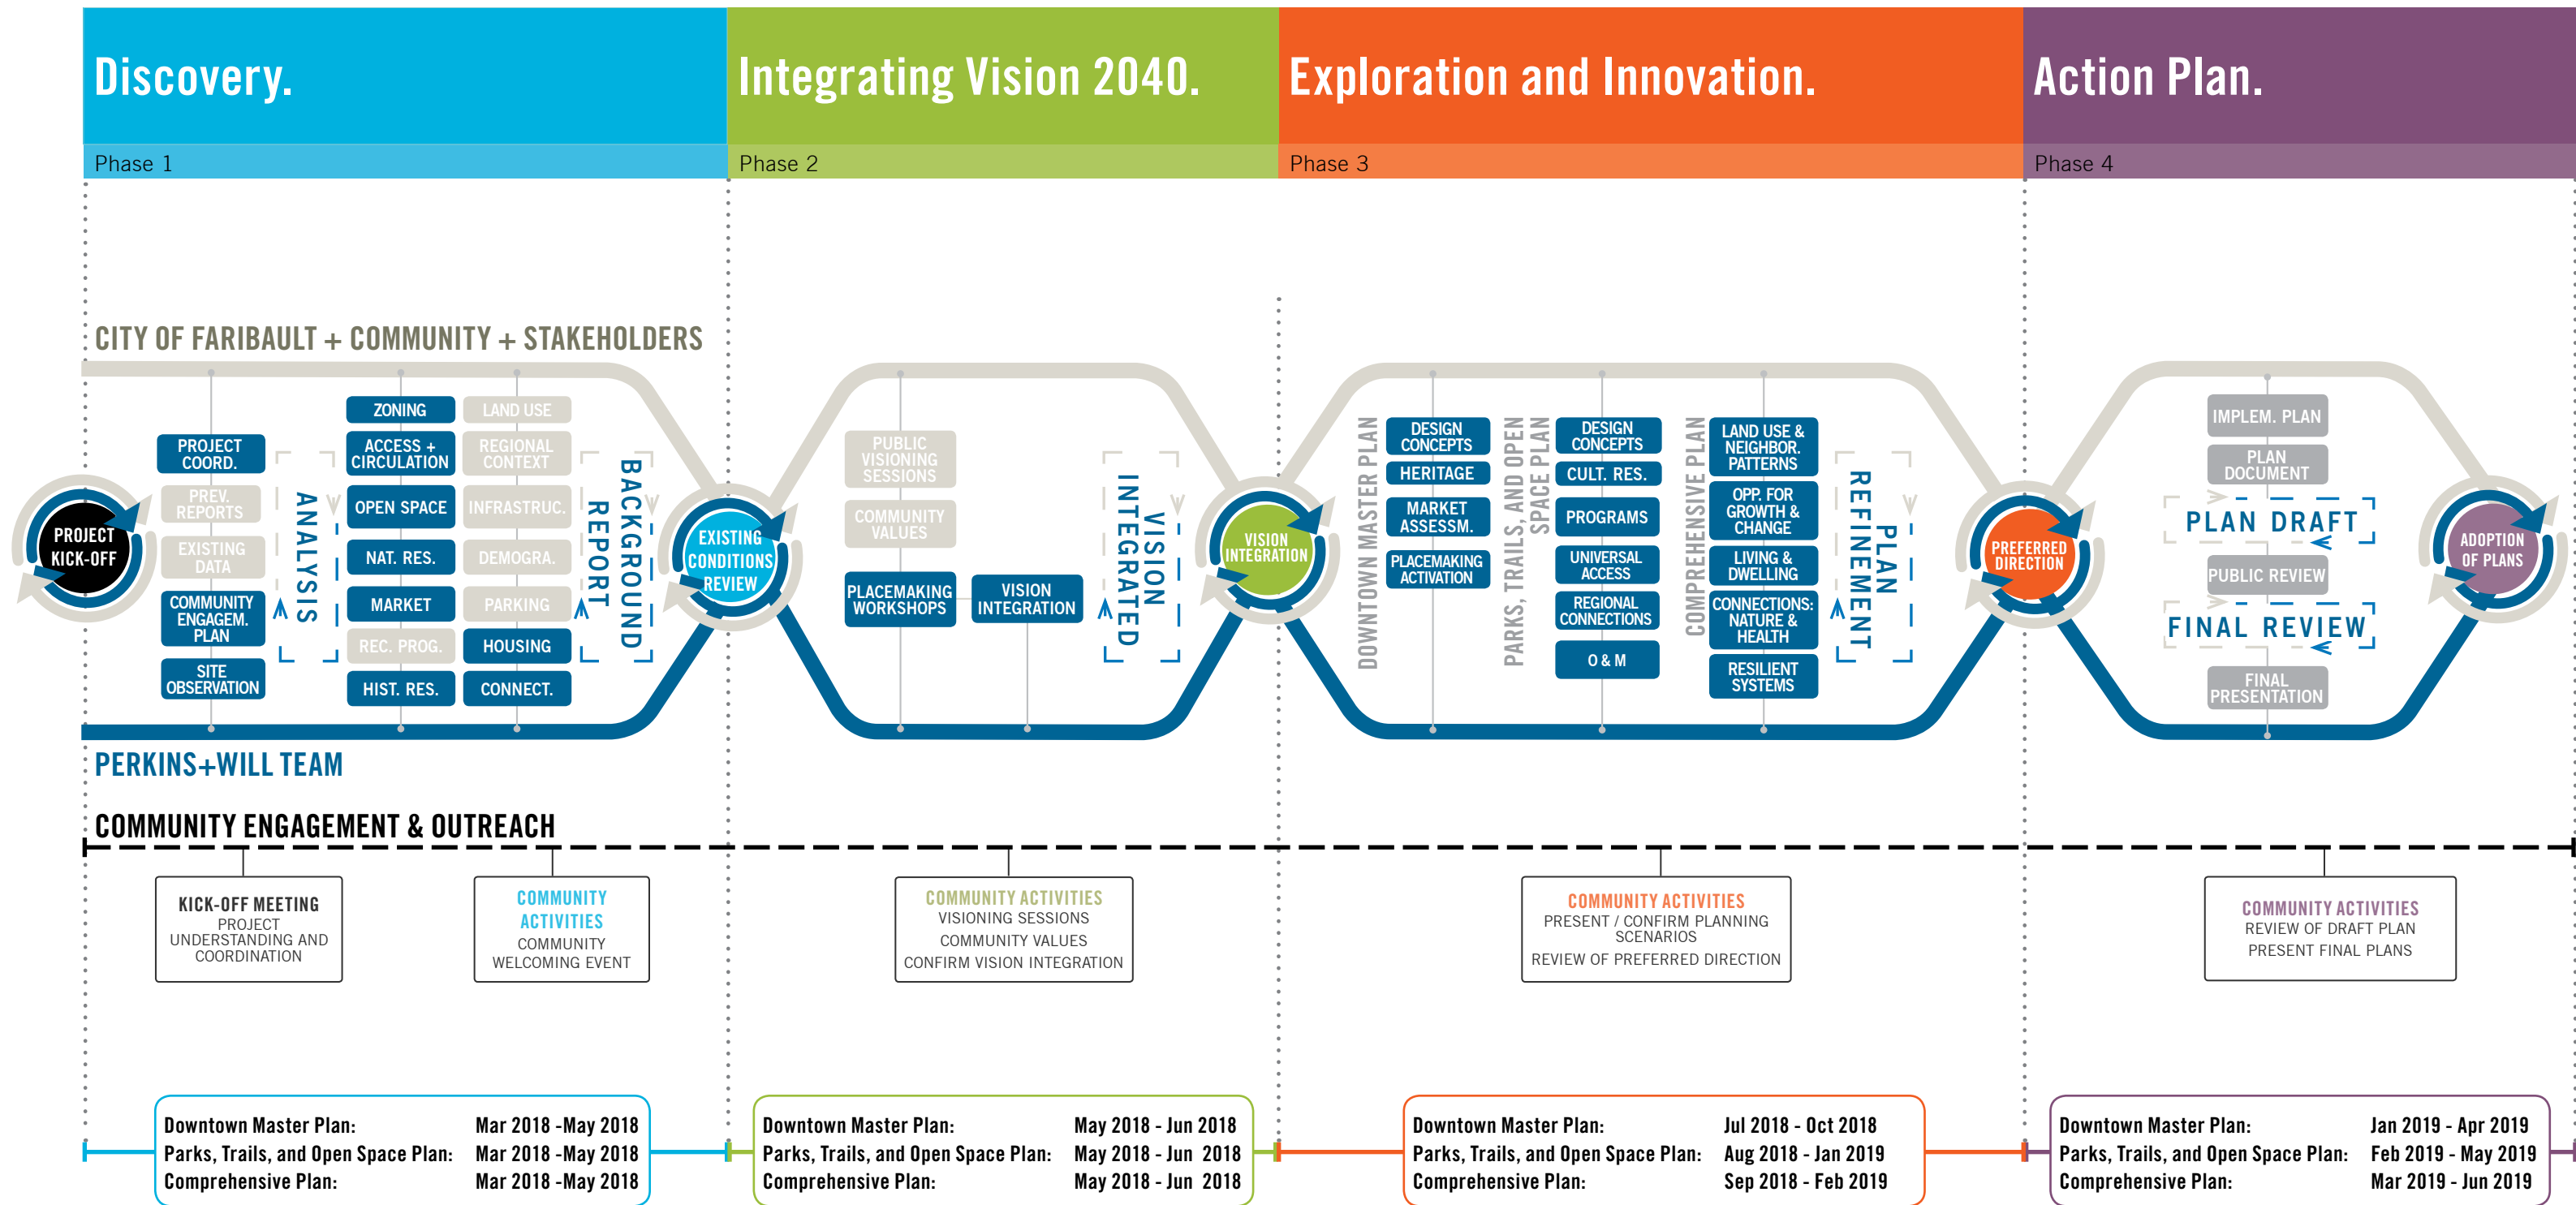 Discovery.
Integrating Vision 2040.
Exploration and Innovation.
Action Plan.
Phase 1
Phase 2
Phase 3
Phase 4
CITY OF FARIBAULT + COMMUNITY + STAKEHOLDERS
PROJECT
KICK-OFF
PROJECT
COORD.
PREV.
REPORTS
EXISTING
DATA
COMMUNITY
ENGAGEM.
PLAN
SITE
OBSERVATION
ANALYSIS
ZONING
ACCESS +
CIRCULATION
OPEN SPACE
NAT. RES.
MARKET
REC. PROG.
HIST. RES.
LAND USE
REGIONAL
CONTEXT
INFRASTRUC.
DEMOGRA.
PARKING
HOUSING
CONNECT.
BACKGROUND
REPORT
EXISTING
CONDITIONS
REVIEW
PUBLIC
VISIONING
SESSIONS
COMMUNITY
VALUES
PLACEMAKING
WORKSHOPS
VISION
INTEGRATION
VISION
INTEGRATED
VISION
INTEGRATION
DOWNTOWN MASTER PLAN
DESIGN
CONCEPTS
HERITAGE
MARKET
ASSESSM.
PLACEMAKING
ACTIVATION
PARKS, TRAILS, AND OPEN
SPACE PLAN
DESIGN
CONCEPTS
CULT. RES.
PROGRAMS
UNIVERSAL
ACCESS
REGIONAL
CONNECTIONS
O & M
COMPREHENSIVE PLAN
LAND USE &
NEIGHBOR.
PATTERNS
OPP. FOR
GROWTH &
CHANGE
LIVING &
DWELLING
CONNECTIONS:
NATURE &
HEALTH
RESILIENT
SYSTEMS
PLAN
REFINEMENT
PREFERRED
DIRECTION
IMPLEM. PLAN
PLAN
DOCUMENT
PLAN DRAFT
PUBLIC REVIEW
FINAL REVIEW
FINAL
PRESENTATION
ADOPTION
OF PLANS
PERKINS+WILL TEAM
COMMUNITY ENGAGEMENT & OUTREACH
KICK-OFF MEETING
PROJECT
UNDERSTANDING AND
COORDINATION
COMMUNITY
ACTIVITIES
COMMUNITY
WELCOMING EVENT
COMMUNITY ACTIVITIES
VISIONING SESSIONS
COMMUNITY VALUES
CONFIRM VISION INTEGRATION
COMMUNITY ACTIVITIES
PRESENT / CONFIRM PLANNING
SCENARIOS
REVIEW OF PREFERRED DIRECTION
COMMUNITY ACTIVITIES
REVIEW OF DRAFT PLAN
PRESENT FINAL PLANS
Downtown Master Plan: Mar 2018 -May 2018
Parks, Trails, and Open Space Plan: Mar 2018 -May 2018
Comprehensive Plan: Mar 2018 -May 2018
Downtown Master Plan: May 2018 - Jun 2018
Parks, Trails, and Open Space Plan: May 2018 - Jun 2018
Comprehensive Plan: May 2018 - Jun 2018
Downtown Master Plan: Jul 2018 - Oct 2018
Parks, Trails, and Open Space Plan: Aug 2018 - Jan 2019
Comprehensive Plan: Sep 2018 - Feb 2019
Downtown Master Plan: Jan 2019 - Apr 2019
Parks, Trails, and Open Space Plan: Feb 2019 - May 2019
Comprehensive Plan: Mar 2019 - Jun 2019